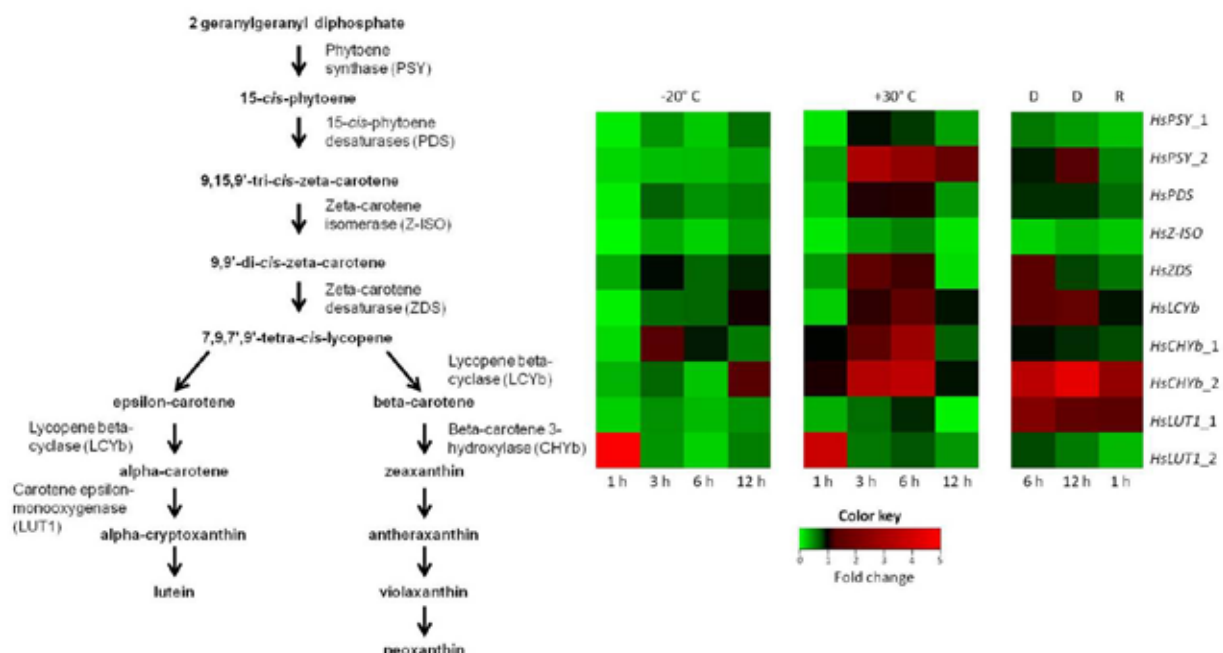 2 geranylgeranyl diphosphate
Phytoene
synthase (PSY)
15-cis-phytoene
15-cis-phytoene
desaturases (PDS)
9,15,9'-tri-cis-zeta-carotene
Zeta-carotene
isomerase (Z-ISO)
9,9'-di-cis-zeta-carotene
Zeta-carotene
desaturase (ZDS)
7,9,7',9'-tetra-cis-lycopene
Lycopene beta-
cyclase (LCYb)
epsilon-carotene
beta-carotene
Lycopene beta-
cyclase (LCYb)
Beta-carotene 3-
hydroxylase (CHYb)
alpha-carotene
zeaxanthin
Carotene epsilon-
monooxygenase
(LUT1)
alpha-cryptoxanthin
antheraxanthin
lutein
violaxanthin
neoxanthin
-20° C
+30° C
D D R
HsPSY_1
HsPSY_2
HsPDS
HsZ-ISO
HsZDS
HsLCYb
HsCHYb_1
HsCHYb_2
HsLUT1_1
HsLUT1_2
1 h 3 h 6 h 12 h
1 h 3 h 6 h 12 h
6 h 12 h 1 h
Color key
0 1 2 3 4 5
Fold change